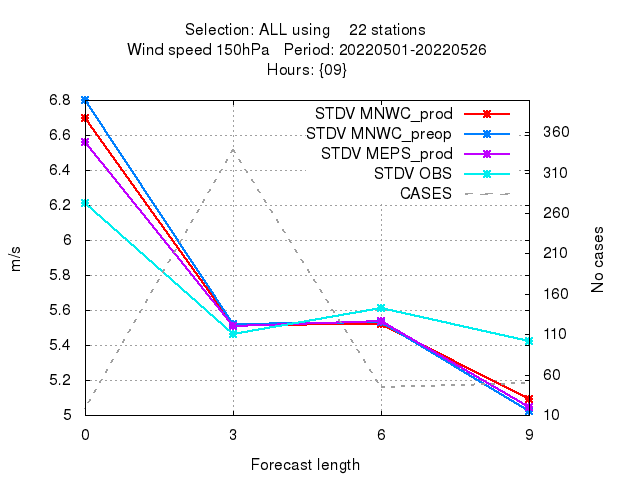 Selection: ALL using    22 stations
Wind speed 150hPa   Period: 20220501-20220526
Hours: {09}
STDV MNWC_prod
STDV MNWC_preop
STDV MEPS_prod
STDV OBS
CASES
6.8
6.6
6.4
6.2
6
5.8
5.6
5.4
5.2
5
m/s
360
310
260
210
160
110
60
10
No cases
0 3 6 9
Forecast length